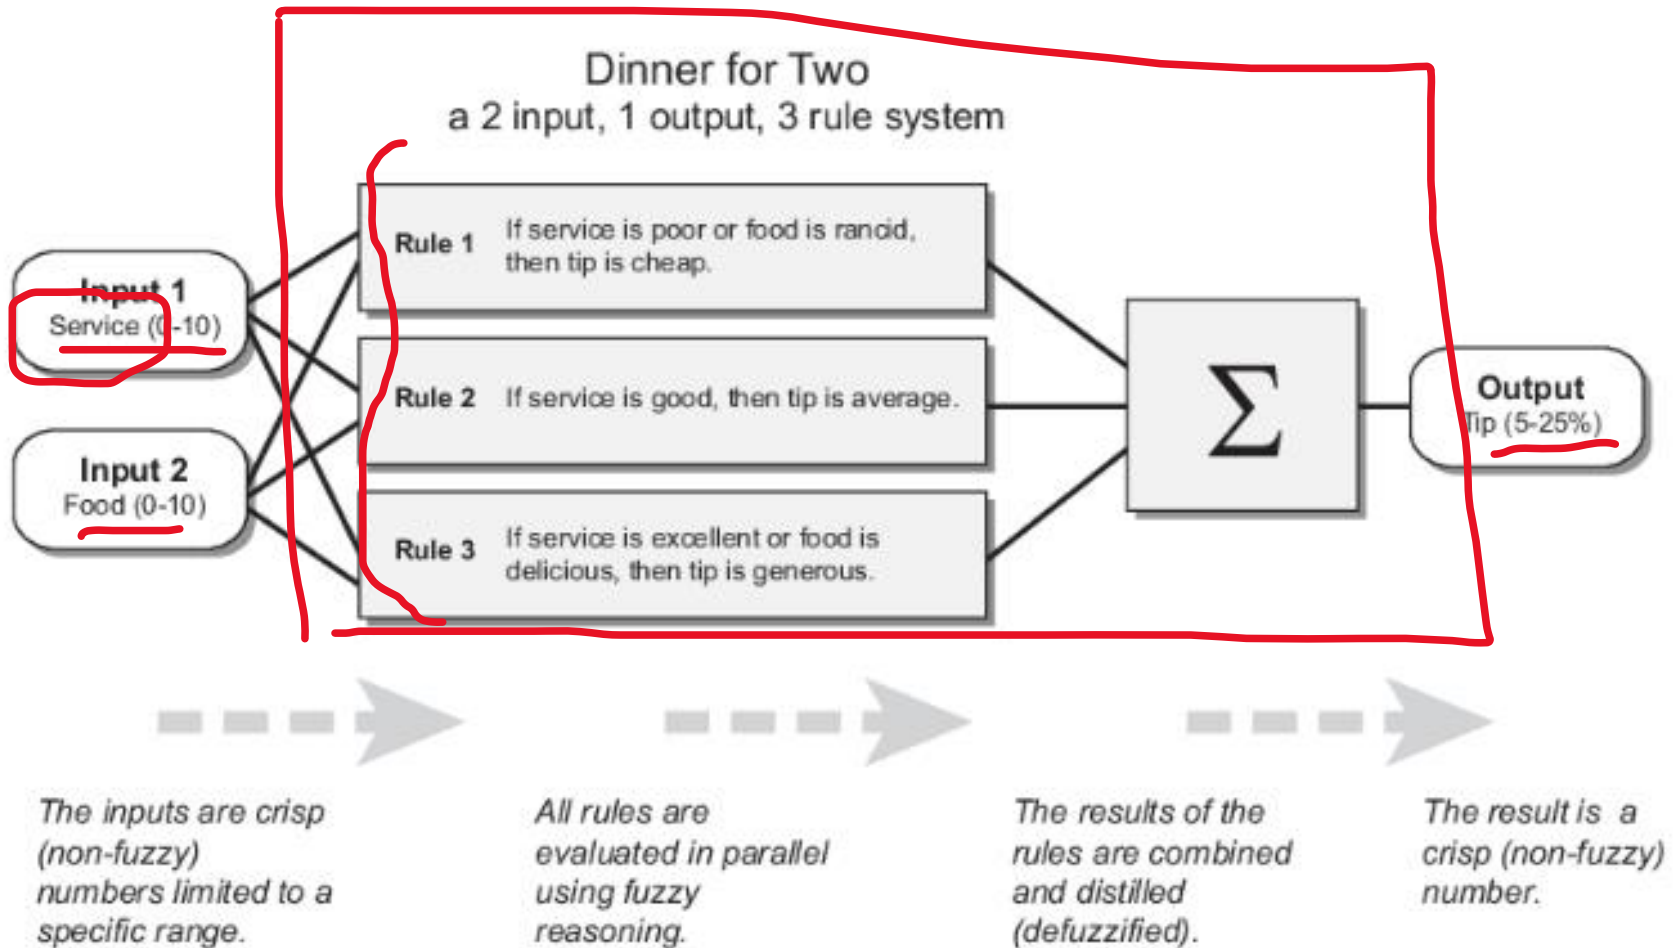 Dinner for Two
a 2 input, 1 output, 3 rule system
Input 1
Service (0-10)
Input 2
Food (0-10)
Rule 1
If service is poor or food is rancid,
then tip is cheap.
Rule 2
If service is good, then tip is average.
Rule 3
If service is excellent or food is
delicious, then tip is generous.
Σ
Output
Tip (5-25%)
The inputs are crisp
(non-fuzzy)
numbers limited to a
specific range.
All rules are
evaluated in parallel
using fuzzy
reasoning.
The results of the
rules are combined
and distilled
(defuzzified).
The result is a
crisp (non-fuzzy)
number.